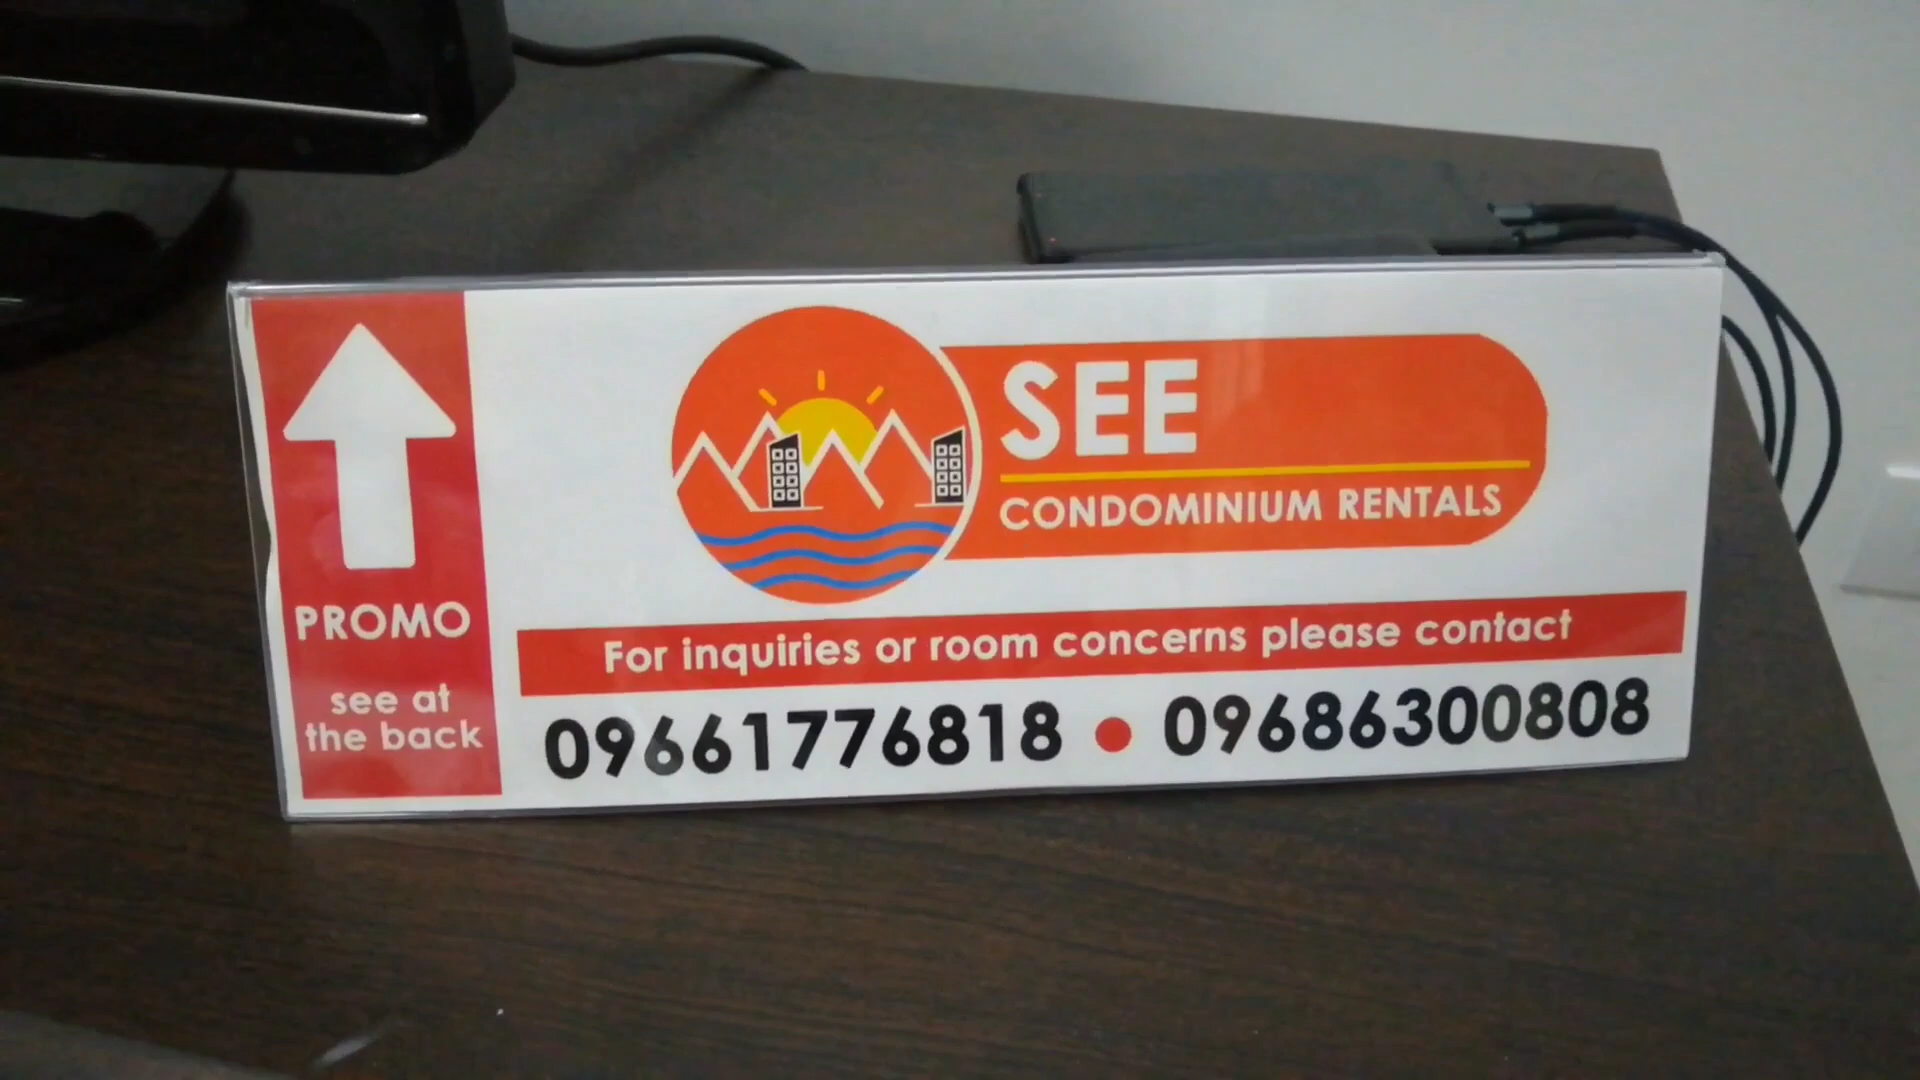 PROMO
see at
the back
SEE
CONDOMINIUM RENTALS
For inquiries or room concerns please contact
09661776818 • 09686300808